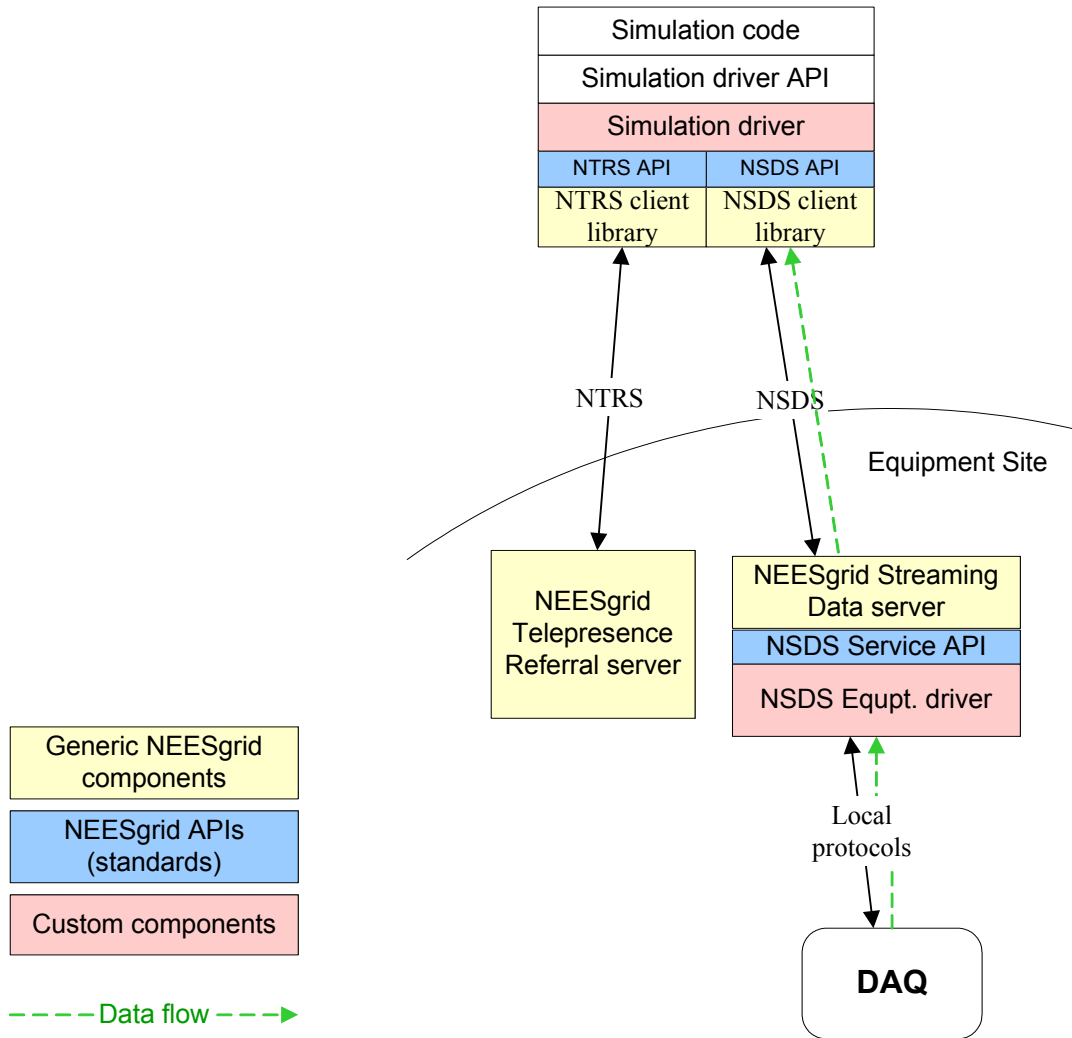 Simulation code
Simulation driver API
Simulation driver
NTRS API
NSDS API
NTRS client
library
NSDS client
library
NTRS
NSDS
Equipment Site
NEESgrid
Telepresence
Referral server
NEESgrid Streaming
Data server
NSDS Service API
NSDS Equpt. driver
Local
protocols
DAQ
Generic NEESgrid
components
NEESgrid APIs
(standards)
Custom components
Data flow